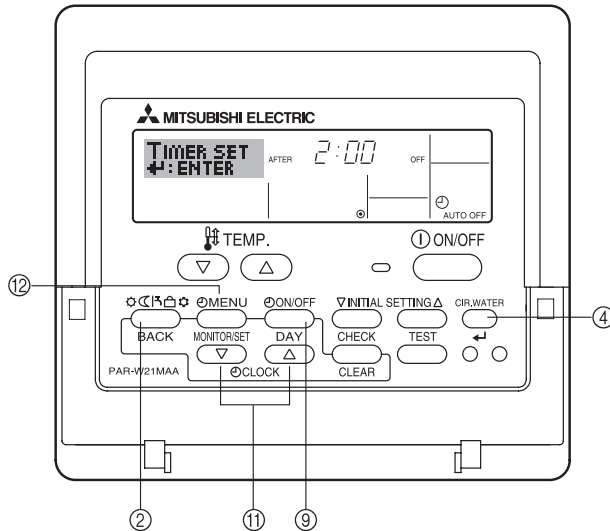 MITSUBISHI ELECTRIC
TIMER SET AFTER 2:00 OFF
↵:ENTER
AUTO OFF
TEMP. ON/OFF
⑫
MENU ON/OFF ▽INITIAL SETTING△ CIR.WATER
④
BACK MONITOR/SET DAY CHECK TEST ↵
▽ △
PAR-W21MAA CLOCK CLEAR
② ⑪ ⑨